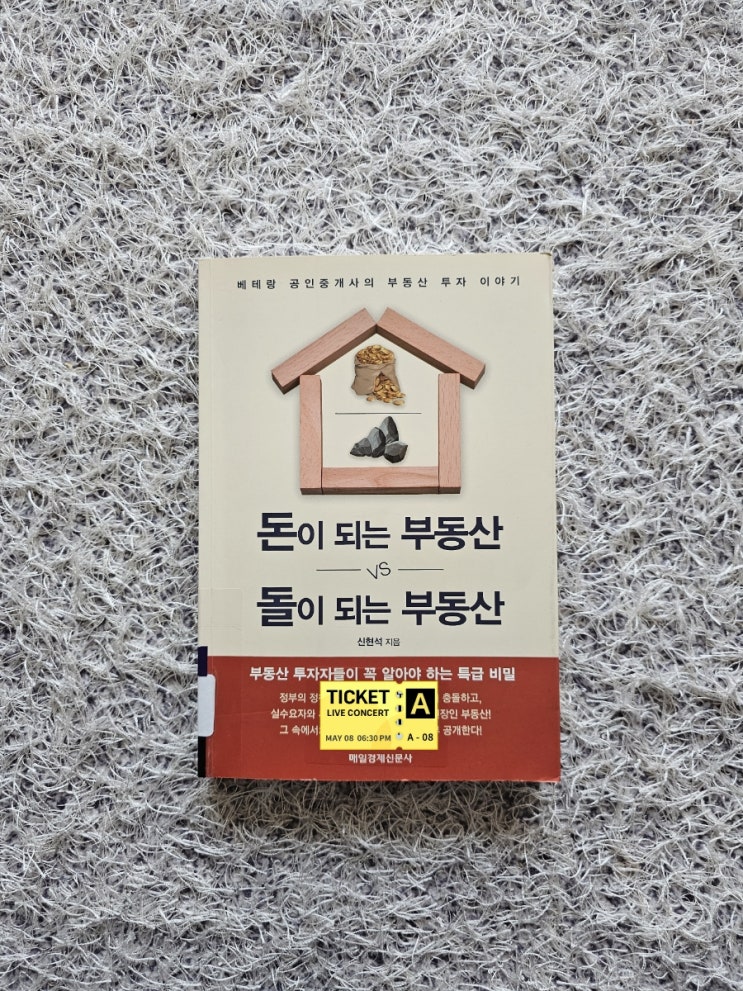 베테랑 공인중개사의 부동산 투자 이야기
돈이 되는 부동산
VS
돌이 되는 부동산
신현석 지음
부동산 투자자들이 꼭 알아야 하는 특급 비밀
정부의 충돌하고,
실수요자와 부동산!
그 속에서 공개한다!
TICKET
LIVE CONCERT
MAY 08 06:30 PM
A
A - 08
매일경제신문사